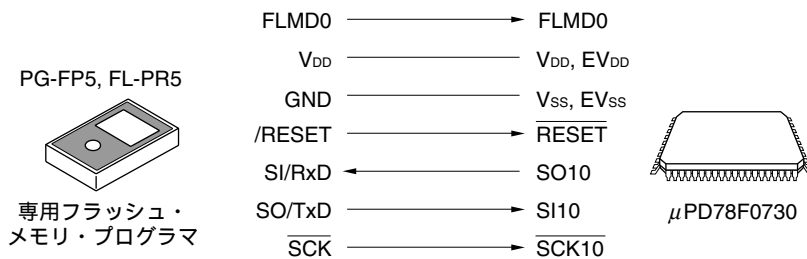 FLMD0 FLMD0
VDD VDD, EVDD
PG-FP5, FL-PR5
GND VSS, EVSS
/RESET RESET
SI/RxD SO10
専用フラッシュ・
メモリ・プログラマ
SO/TxD SI10
μPD78F0730
SCK SCK10